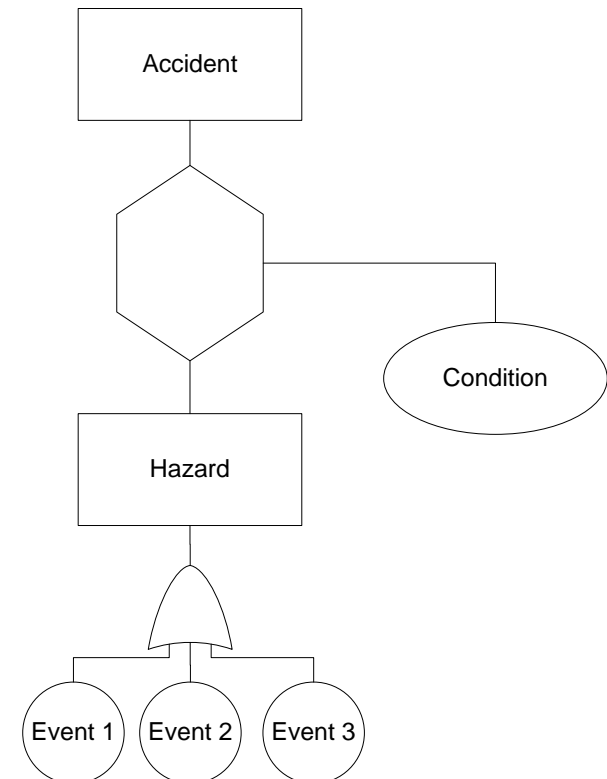 Accident
Condition
Hazard
Event 1
Event 2
Event 3